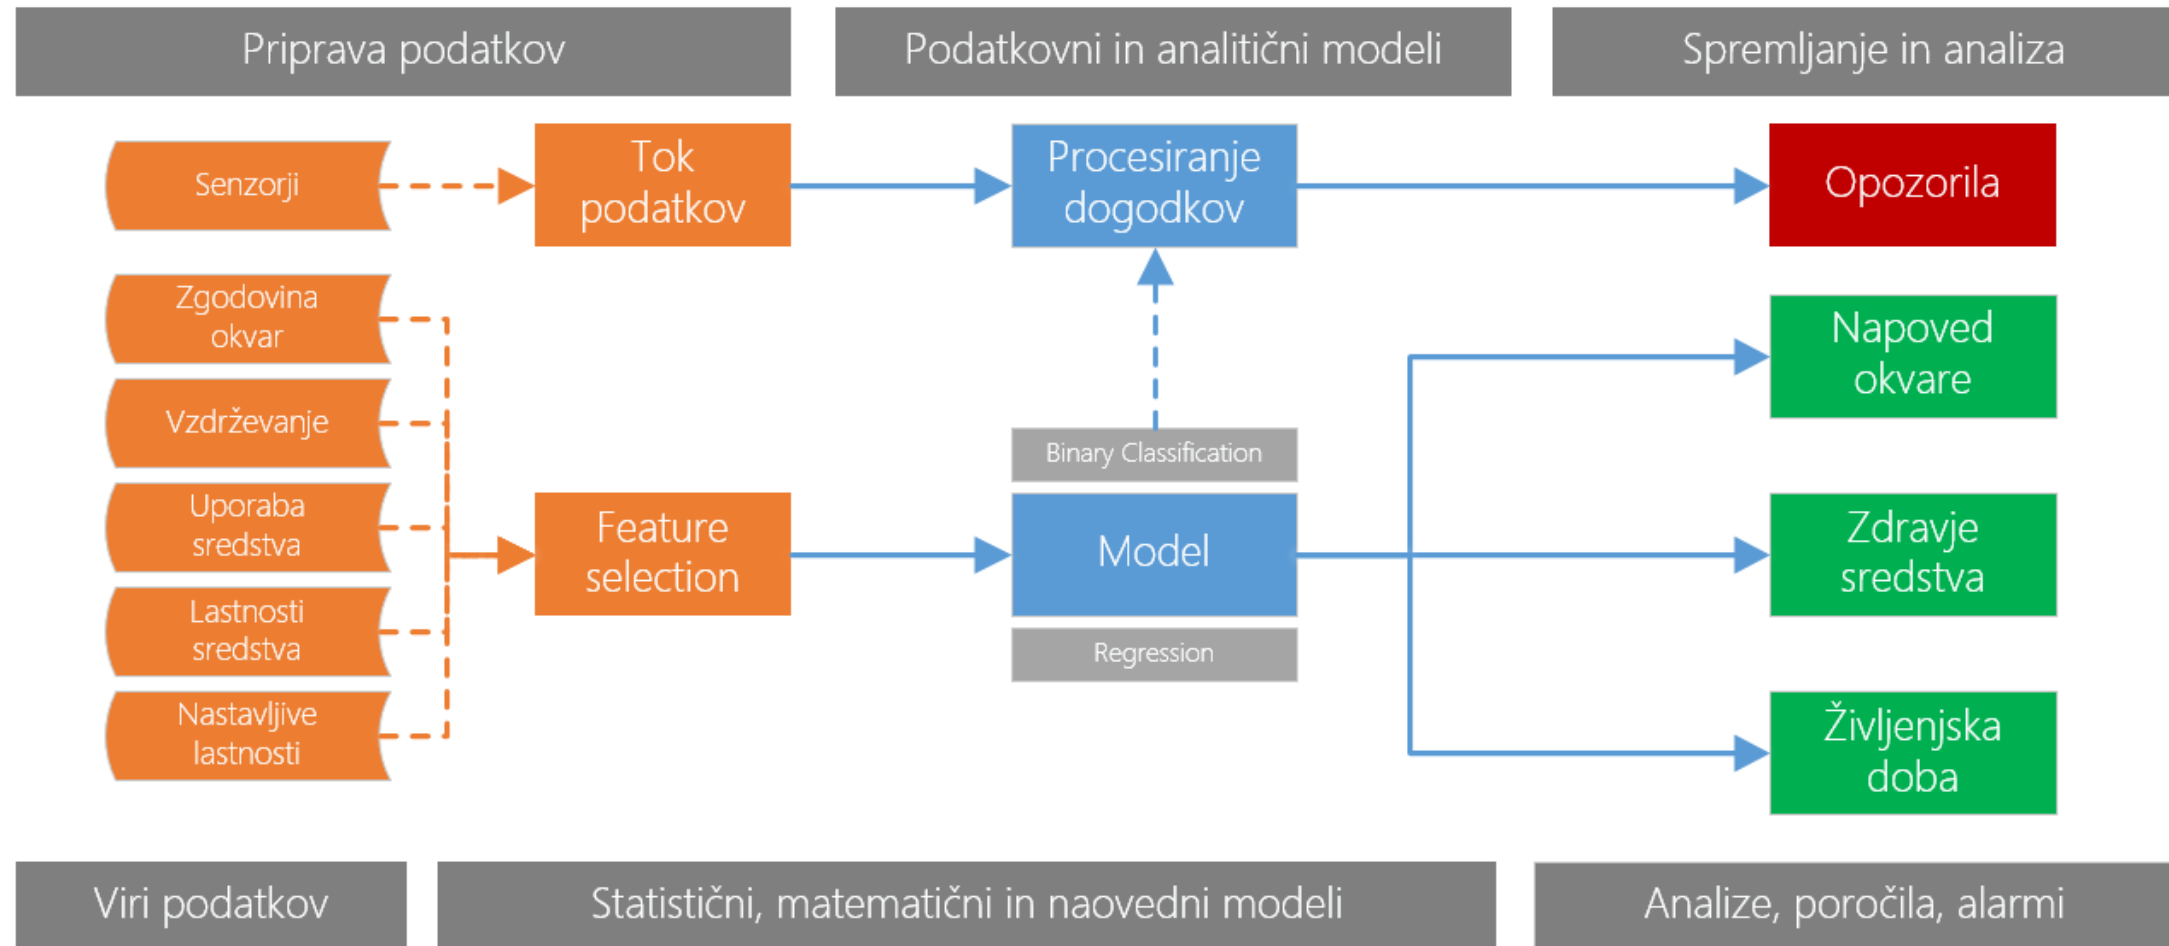 Priprava podatkov
Podatkovni in analitični modeli
Spremljanje in analiza
Senzorji
Tok
podatkov
Procesiranje
dogodkov
Opozorila
Zgodovina
okvar
Vzdrževanje
Uporaba
sredstva
Lastnosti
sredstva
Nastavljive
lastnosti
Feature
selection
Binary Classification
Model
Regression
Napoved
okvare
Zdravje
sredstva
Življenjska
doba
Viri podatkov
Statistični, matematični in naovedni modeli
Analize, poročila, alarmi